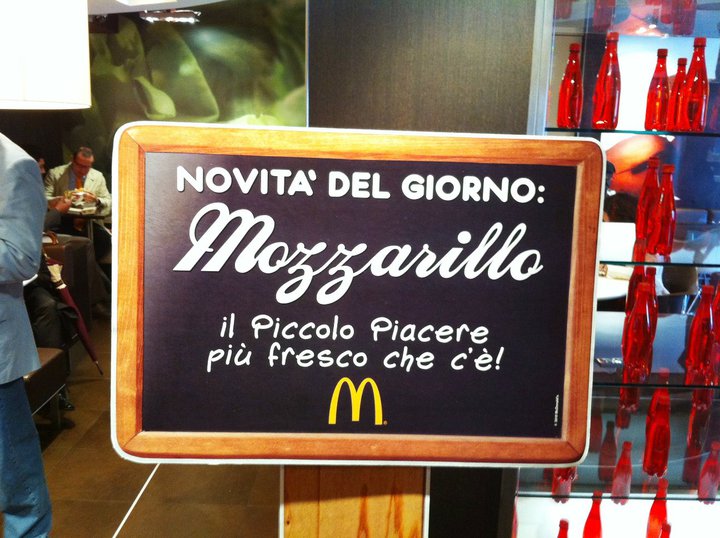 NOVITA' DEL GIORNO:
Mozzarillo
il Piccolo Piacere
più fresco che c'è!